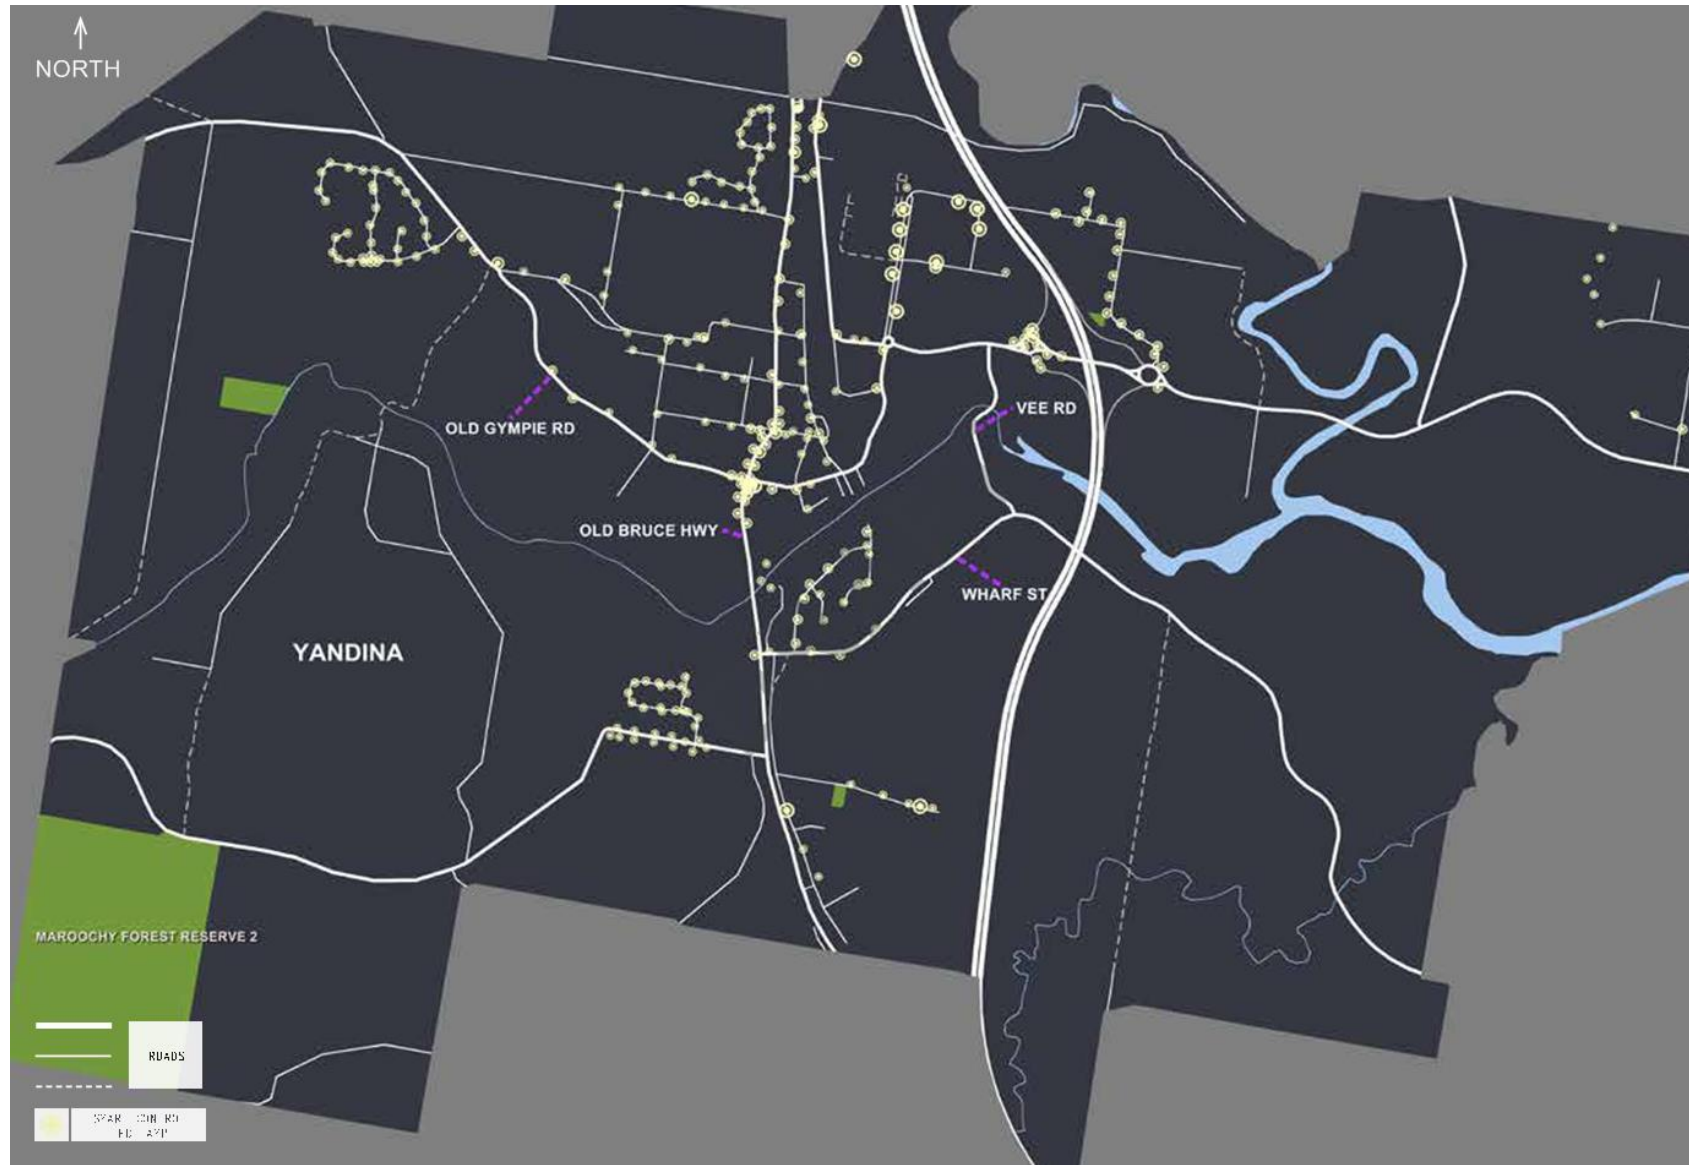 NORTH
OLD GYMPIE RD
VEE RD
OLD BRUCE HWY
WHARF ST
YANDINA
MAROOCHY FOREST RESERVE 2
ROADS